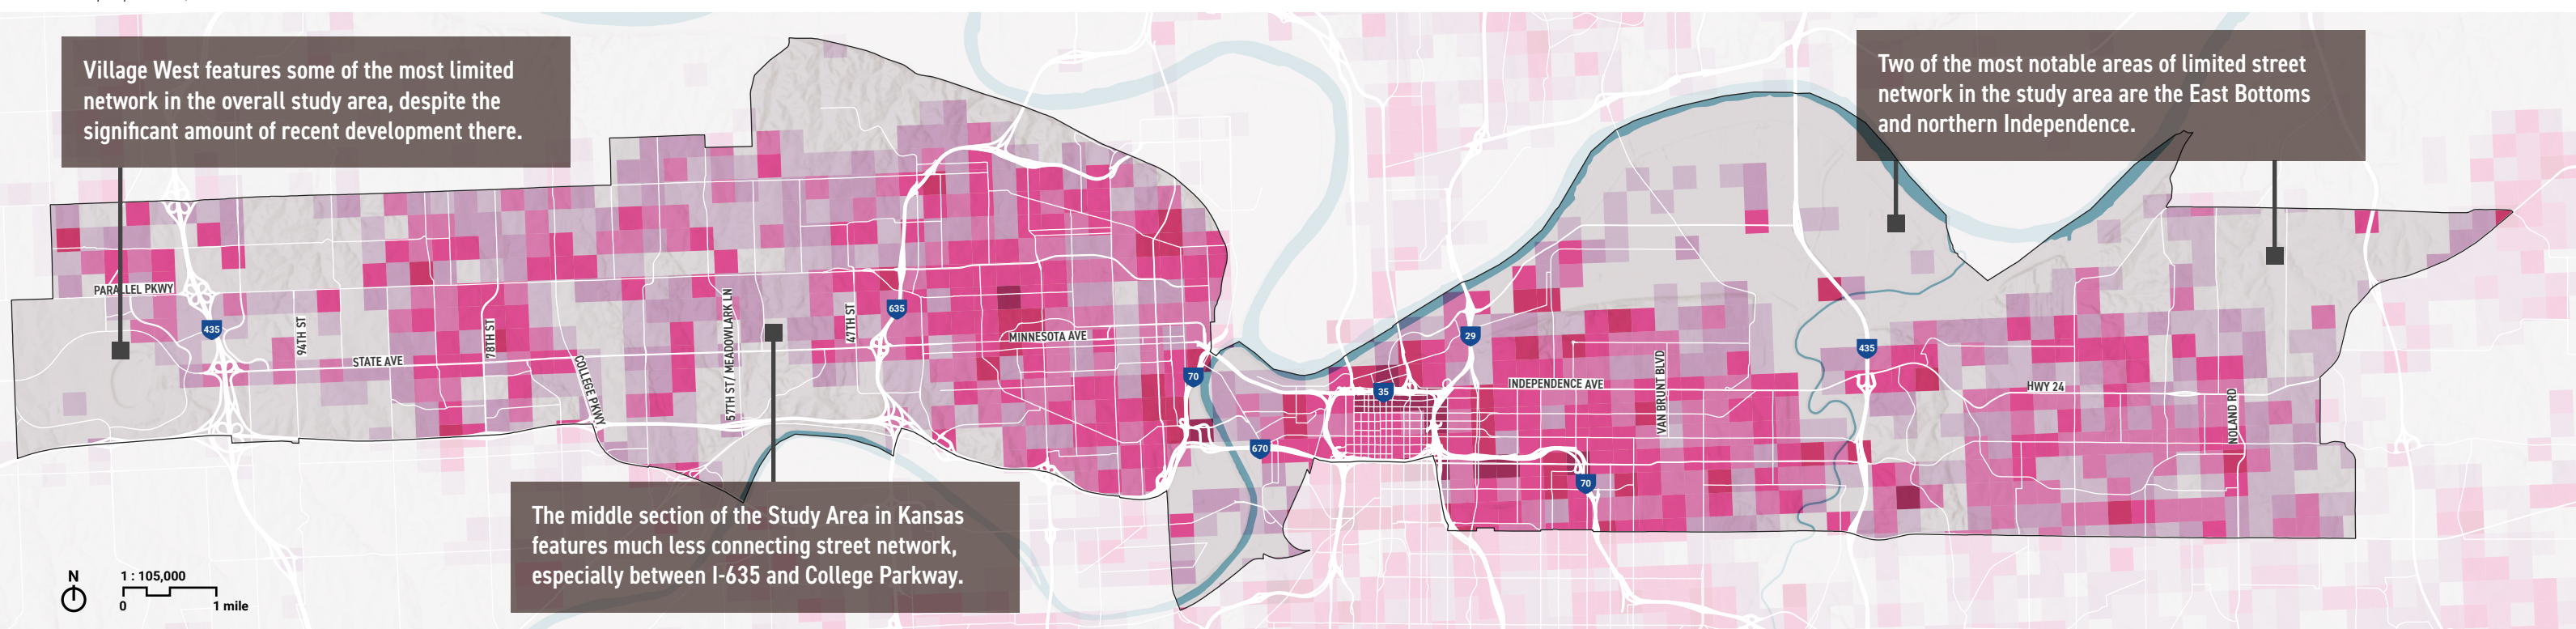 Village West features some of the most limited
network in the overall study area, despite the
significant amount of recent development there.
Two of the most notable areas of limited street
network in the study area are the East Bottoms
and northern Independence.
PARALLEL PKWY
435
94TH ST
STATE AVE
78TH ST
COLLEGE PKWY
57TH ST/ MEADOWLARK LN
47TH ST
635
MINNESOTA AVE
70
670
35
29
INDEPENDENCE AVE
VAN BRUNT BLVD
70
435
HWY 24
NOLAND RD
The middle section of the Study Area in Kansas
features much less connecting street network,
especially between I-635 and College Parkway.
N
1 : 105,000
0 1 mile